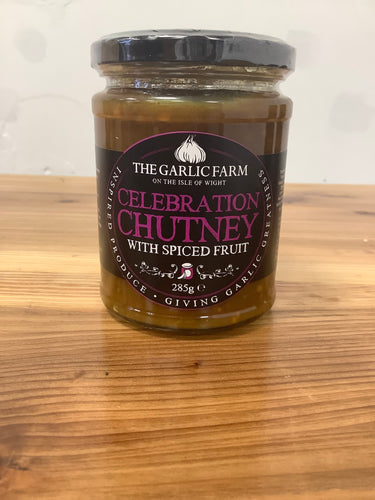 THE GARLIC FARM
ON THE ISLE OF WIGHT
CELEBRATION
CHUTNEY
WITH SPICED FRUIT
285g ℮
INSPIRED PRODUCE • GIVING GARLIC GREATNESS